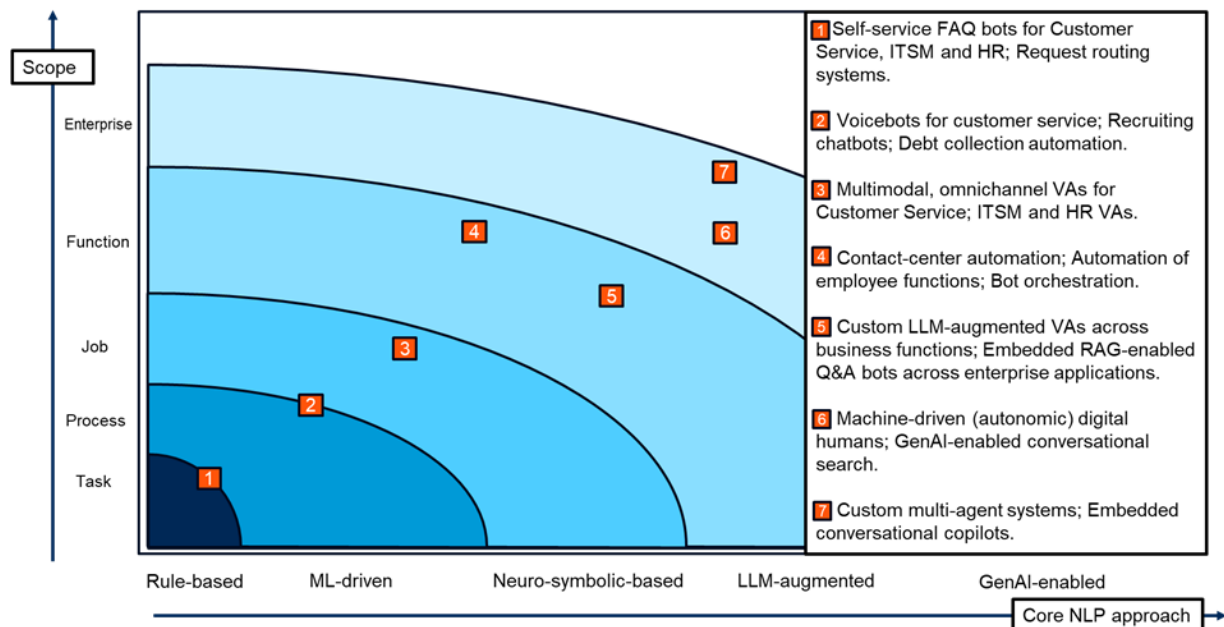 Scope
Enterprise
Function
Job
Process
Task
7
4
6
5
3
2
1
1 Self-service FAQ bots for Customer
Service, ITSM and HR; Request routing
systems.
2 Voicebots for customer service; Recruiting
chatbots; Debt collection automation.
3 Multimodal, omnichannel VAs for
Customer Service; ITSM and HR VAs.
4 Contact-center automation; Automation of
employee functions; Bot orchestration.
5 Custom LLM-augmented VAs across
business functions; Embedded RAG-enabled
Q&A bots across enterprise applications.
6 Machine-driven (autonomic) digital
humans; GenAI-enabled conversational
search.
7 Custom multi-agent systems; Embedded
conversational copilots.
Rule-based ML-driven Neuro-symbolic-based LLM-augmented GenAI-enabled
Core NLP approach